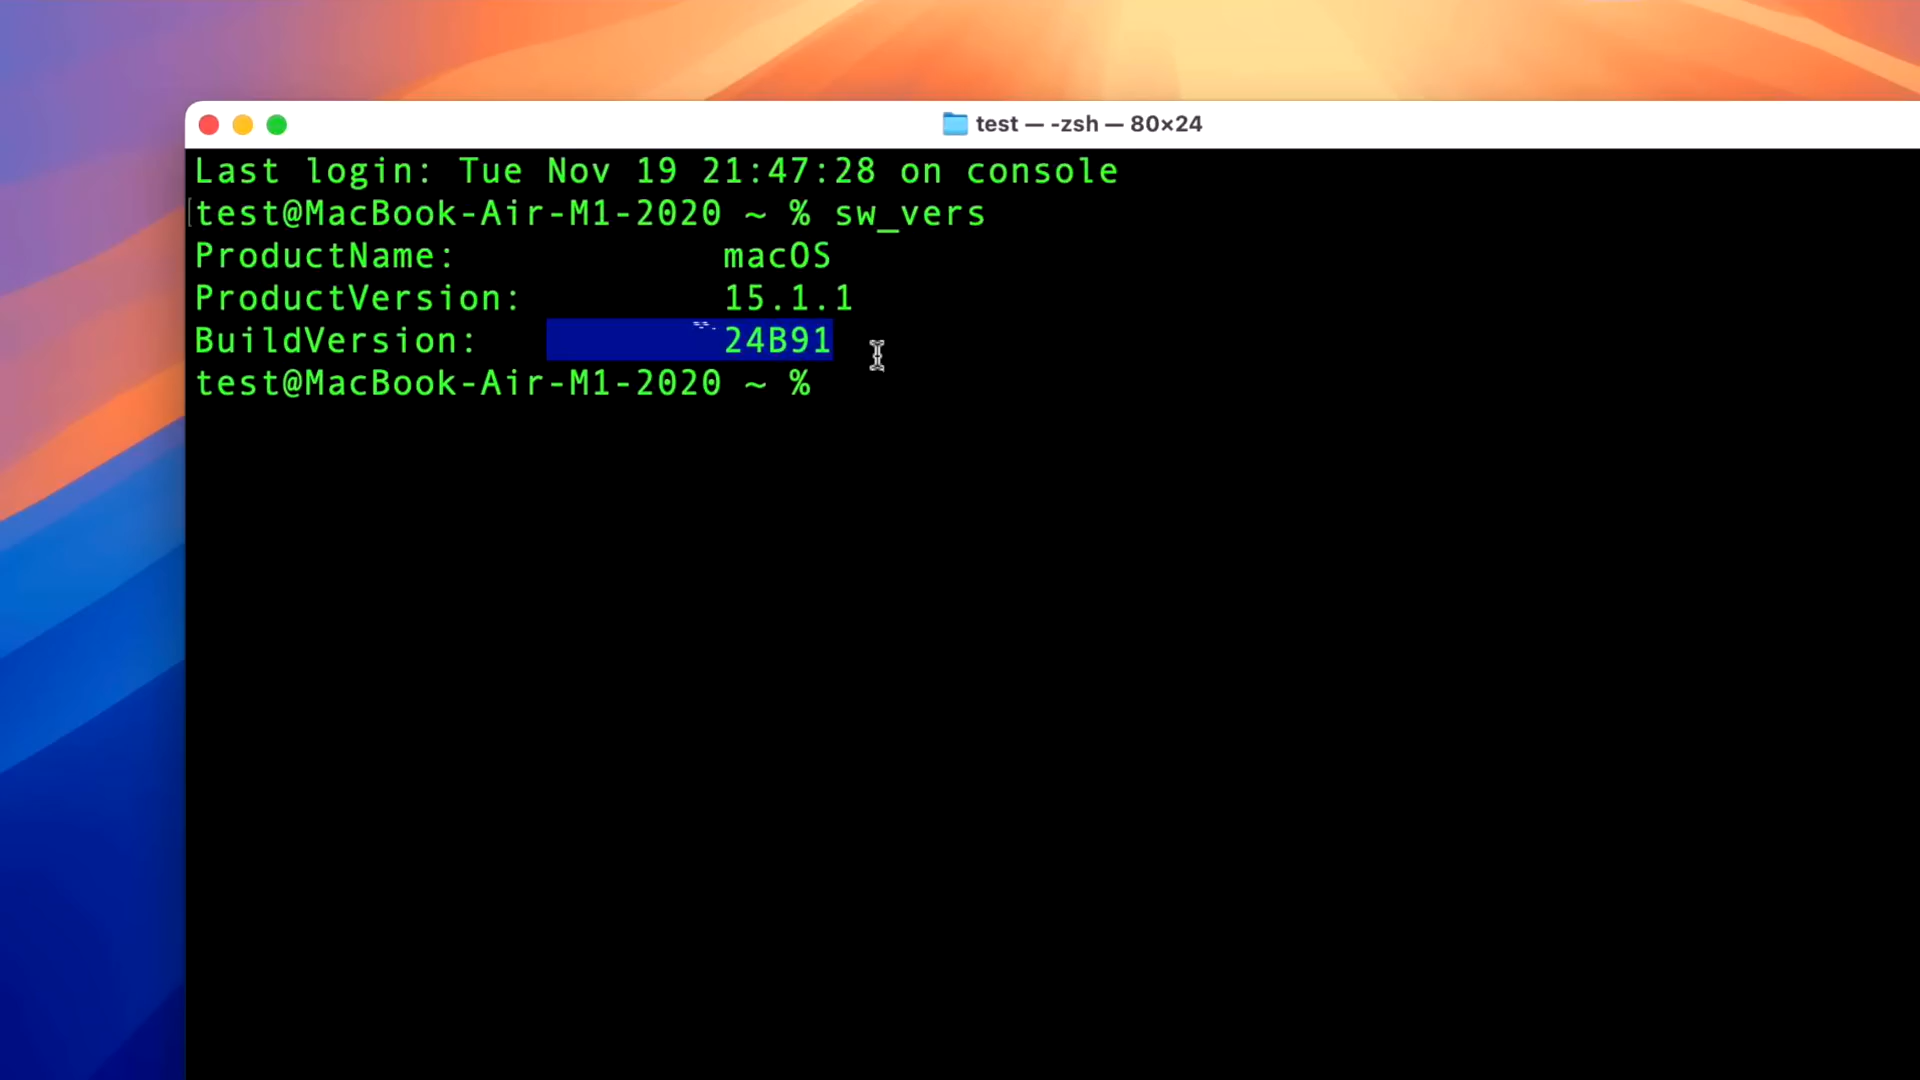 test — -zsh — 80×24
Last login: Tue Nov 19 21:47:28 on console
test@MacBook-Air-M1-2020 ~ % sw_vers
ProductName: macOS
ProductVersion: 15.1.1
BuildVersion: 24B91
test@MacBook-Air-M1-2020 ~ %